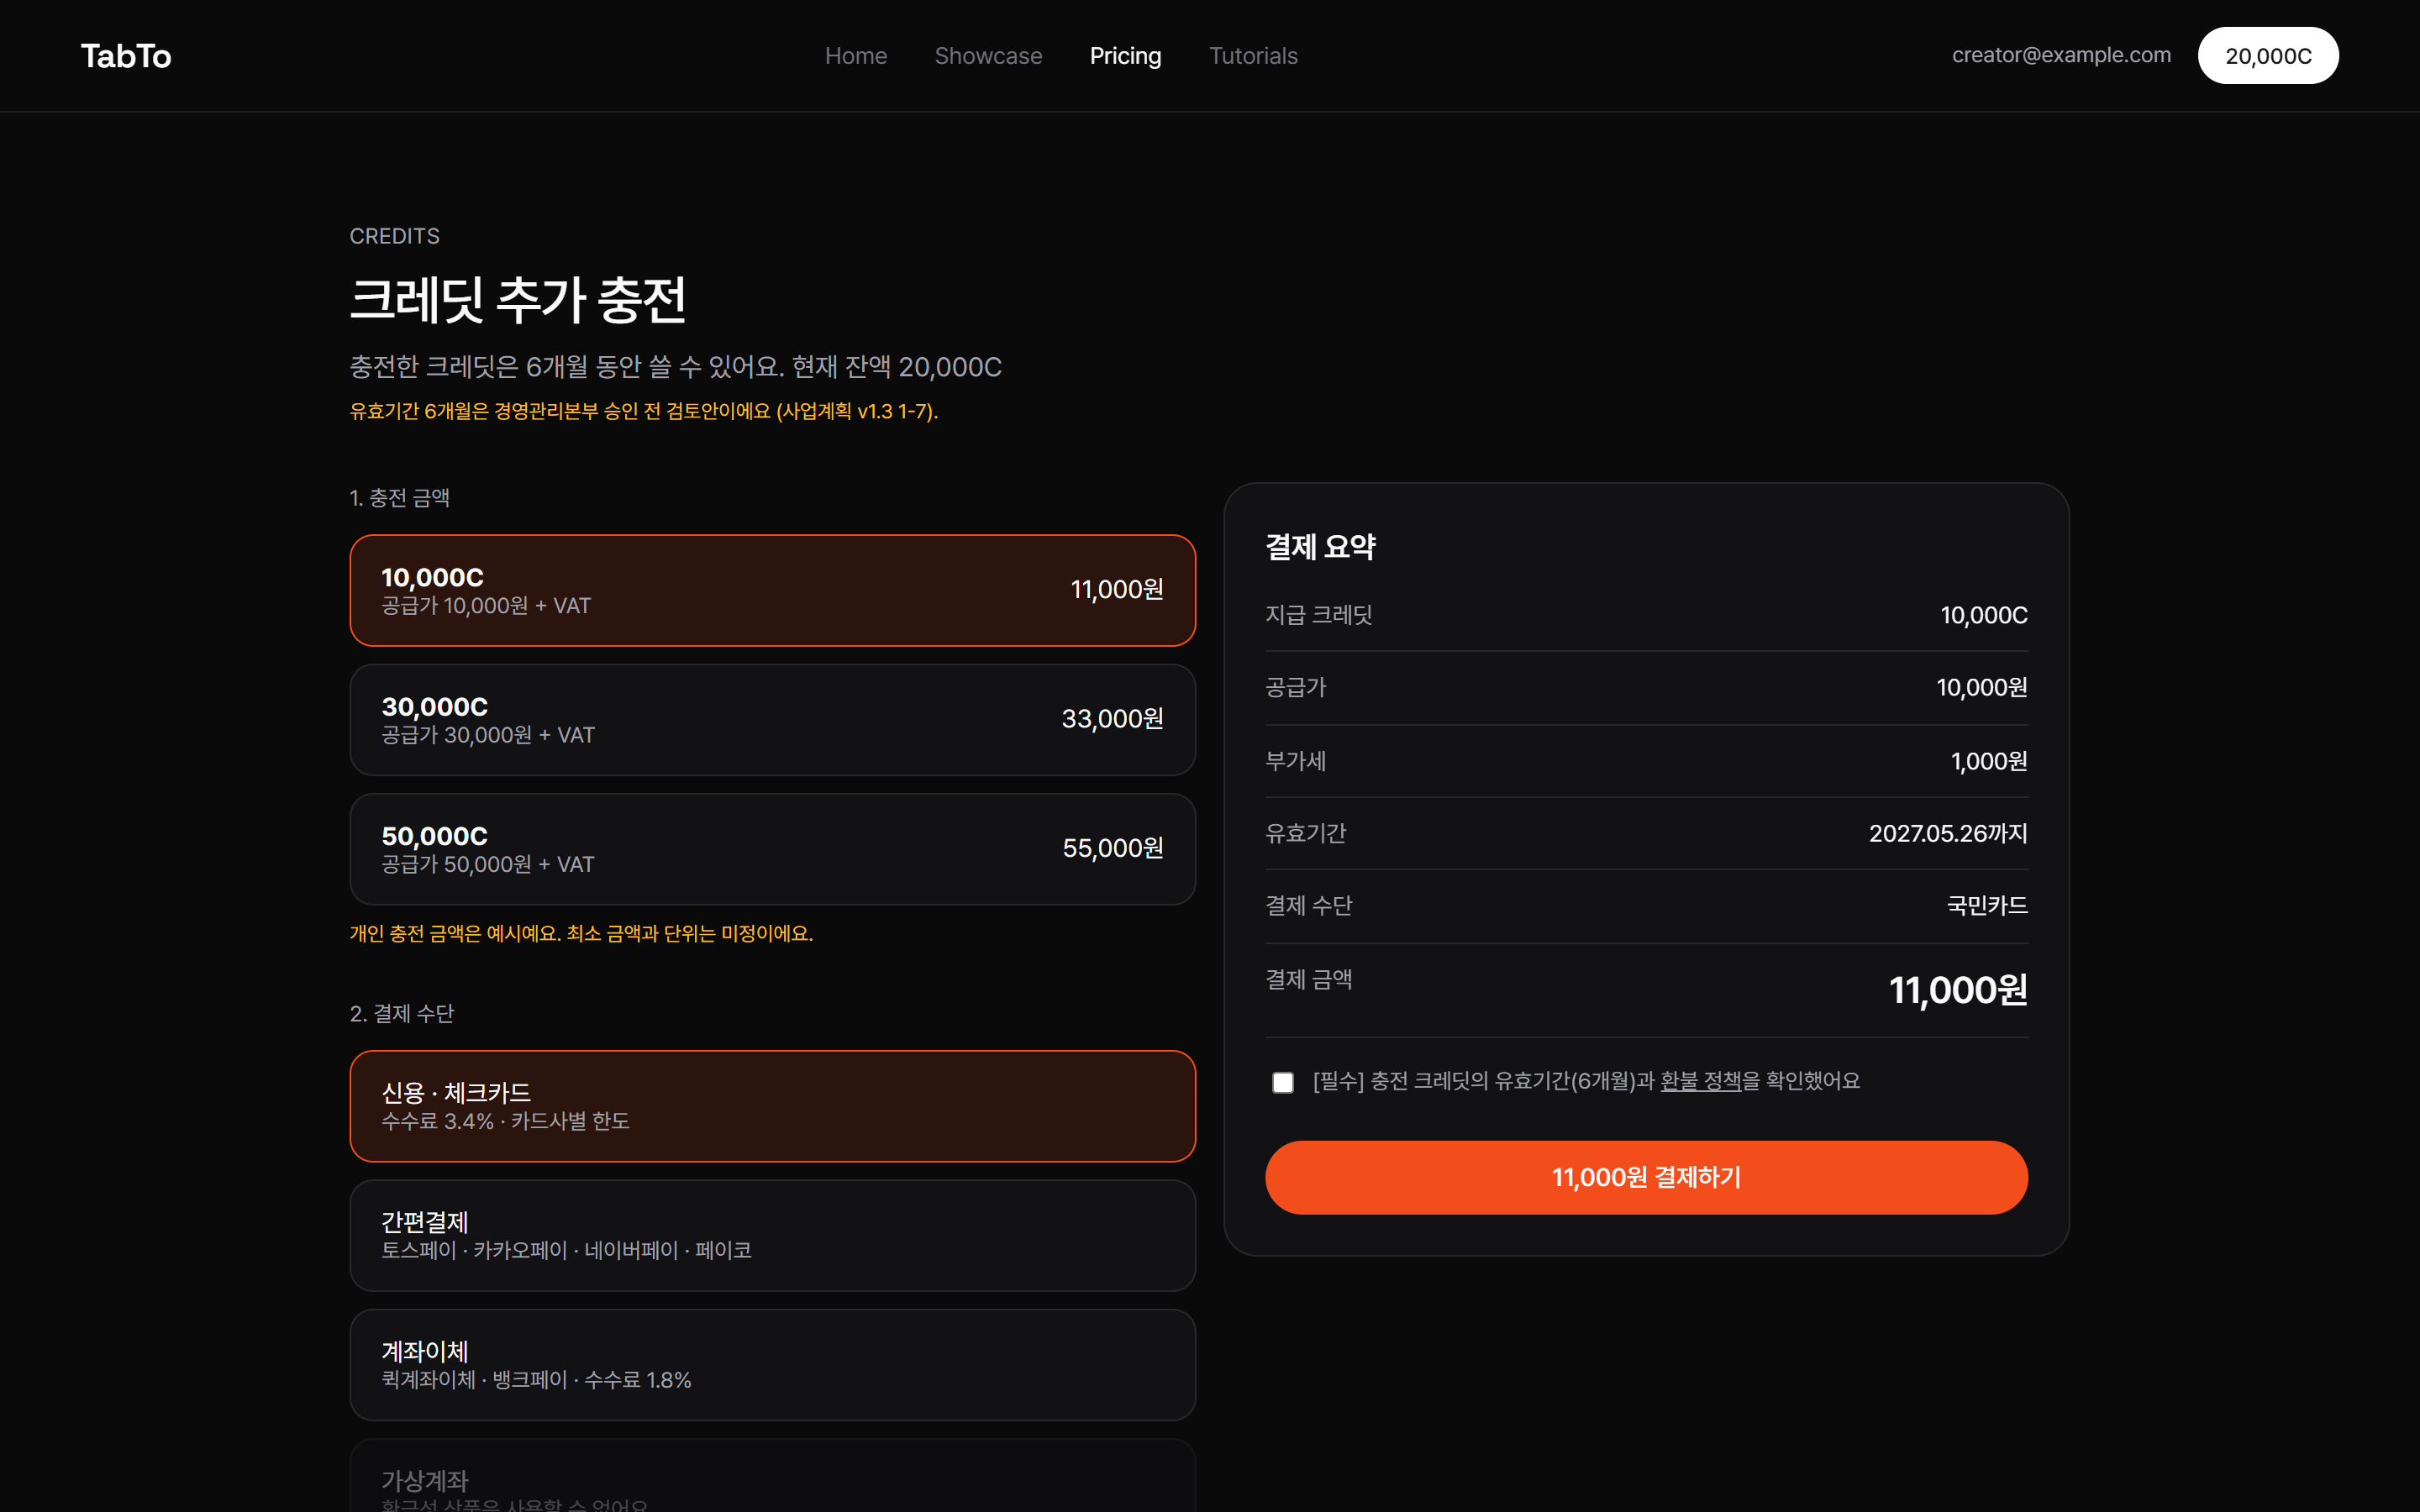 TabTo
Home
Showcase
Pricing
Tutorials
creator@example.com
20,000C
CREDITS
크레딧 추가 충전
충전한 크레딧은 6개월 동안 쓸 수 있어요. 현재 잔액 20,000C
유효기간 6개월은 경영관리본부 승인 전 검토안이에요 (사업계획 v1.3 1-7).
1. 충전 금액
10,000C
공급가 10,000원 + VAT
11,000원
30,000C
공급가 30,000원 + VAT
33,000원
50,000C
공급가 50,000원 + VAT
55,000원
개인 충전 금액은 예시예요. 최소 금액과 단위는 미정이에요.
2. 결제 수단
신용 · 체크카드
수수료 3.4% · 카드사별 한도
간편결제
토스페이 · 카카오페이 · 네이버페이 · 페이코
계좌이체
퀵계좌이체 · 뱅크페이 · 수수료 1.8%
가상계좌
환금성 상품은 사용할 수 없어요
결제 요약
지급 크레딧
10,000C
공급가
10,000원
부가세
1,000원
유효기간
2027.05.26까지
결제 수단
국민카드
결제 금액
11,000원
[필수] 충전 크레딧의 유효기간(6개월)과 환불 정책을 확인했어요
11,000원 결제하기